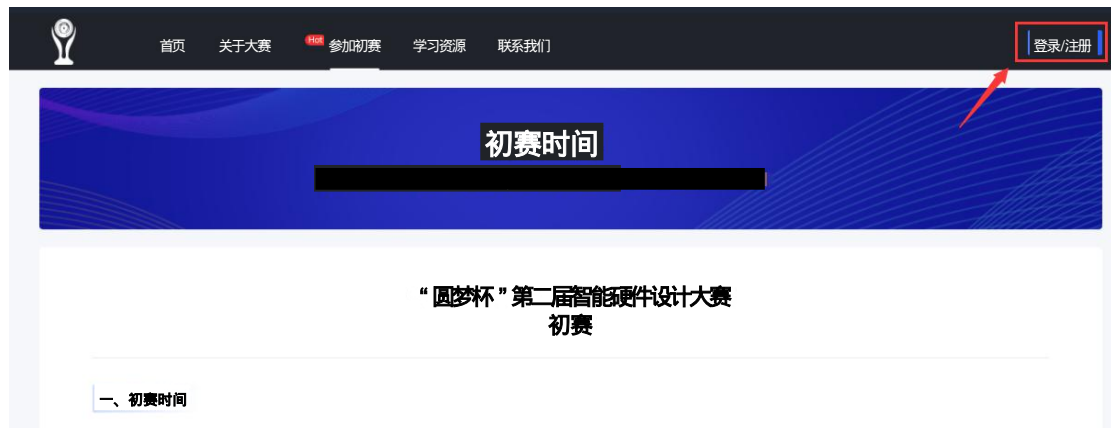 首页 关于大赛 Hot 参加初赛 学习资源 联系我们 登录/注册
初赛时间
“圆梦杯”第二届智能硬件设计大赛
初赛
一、初赛时间